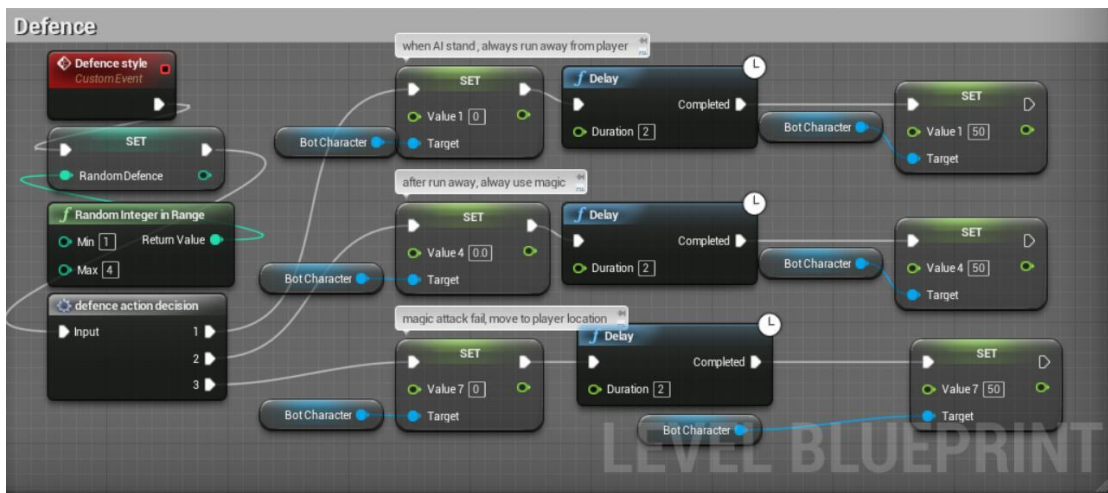 Defence
Defence style
CustomEvent
SET
RandomDefence
Random Integer in Range
Min 1
Return Value
Max 4
defence action decision
Input
1
2
3
when AI stand , always run away from player
SET
Value 1 0
Target
Bot Character
Delay
Completed
Duration 2
Bot Character
SET
Value 1 50
Target
after run away, alway use magic
SET
Value 4 0.0
Target
Bot Character
Delay
Completed
Duration 2
Bot Character
SET
Value 4 50
Target
magic attack fail, move to player location
SET
Value 7 0
Target
Bot Character
Delay
Completed
Duration 2
Bot Character
SET
Value 7 50
Target
LEVEL BLUEPRINT